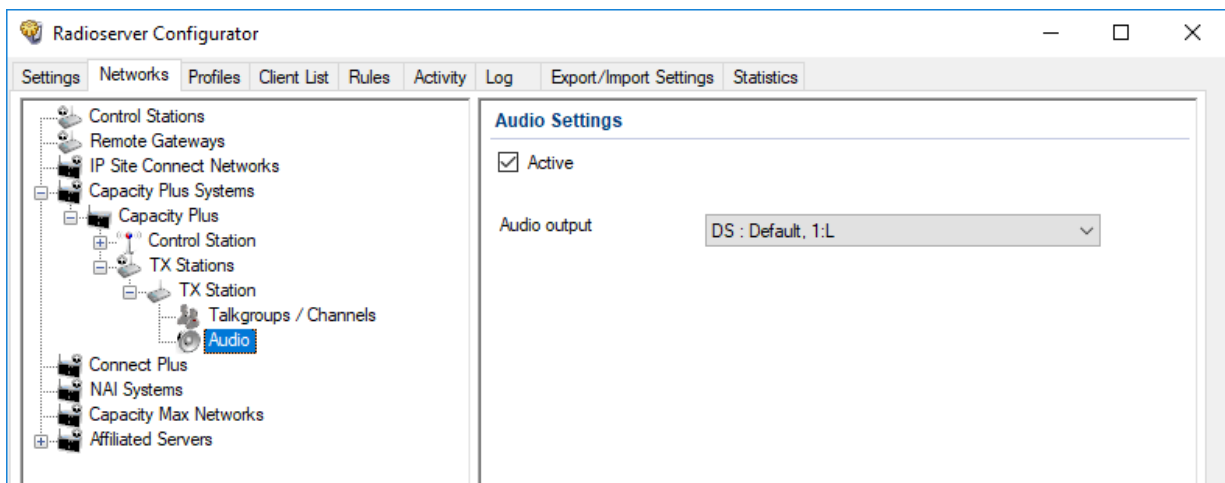 Radioserver Configurator
Settings Networks Profiles Client List Rules Activity Log Export/Import Settings Statistics
Control Stations
Remote Gateways
IP Site Connect Networks
Capacity Plus Systems
Capacity Plus
Control Station
TX Stations
TX Station
Talkgroups / Channels
Audio
Connect Plus
NAI Systems
Capacity Max Networks
Affiliated Servers
Audio Settings
Active
Audio output DS : Default, 1:L